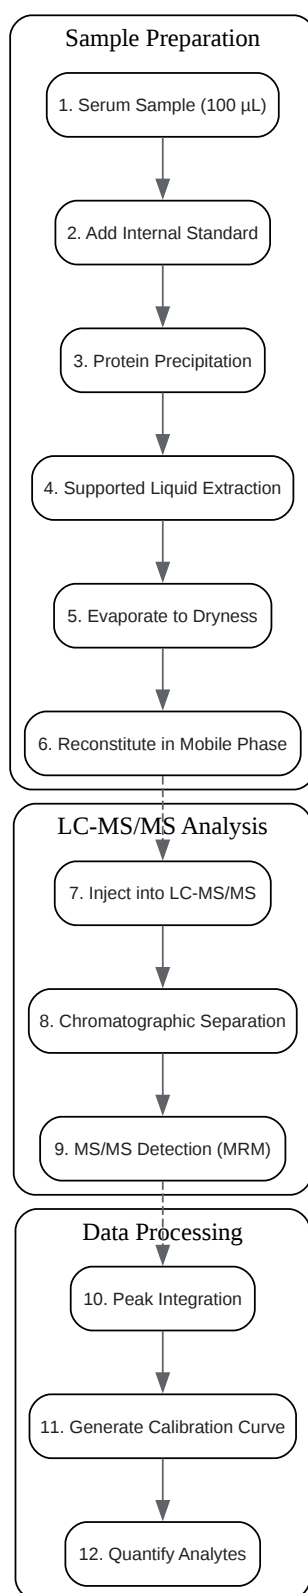 Sample Preparation
1. Serum Sample (100 µL)
2. Add Internal Standard
3. Protein Precipitation
4. Supported Liquid Extraction
5. Evaporate to Dryness
6. Reconstitute in Mobile Phase
LC-MS/MS Analysis
7. Inject into LC-MS/MS
8. Chromatographic Separation
9. MS/MS Detection (MRM)
Data Processing
10. Peak Integration
11. Generate Calibration Curve
12. Quantify Analytes